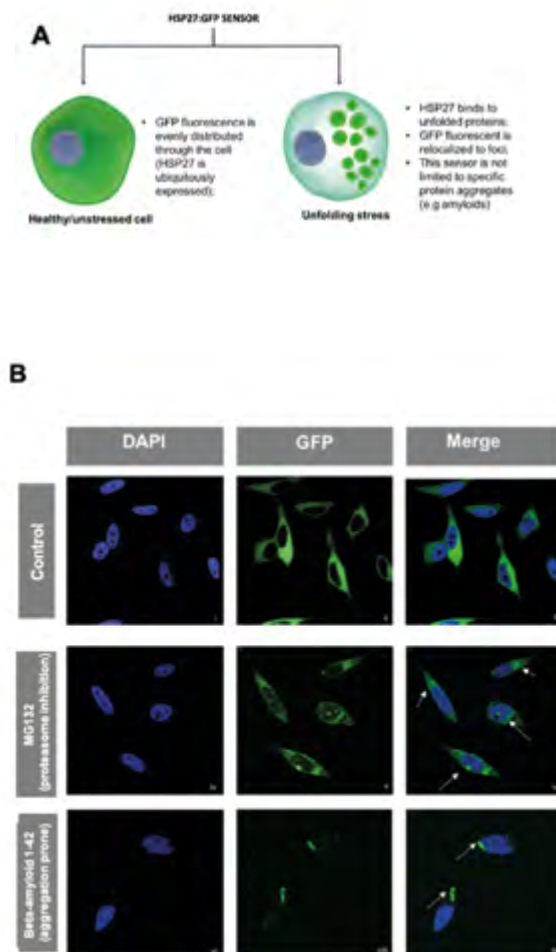 A
HSP27:GFP SENSOR
• GFP fluorescence is
evenly distributed
through the cell
(HSP27 is
ubiquitously
expressed);
Healthy/unstressed cell
• HSP27 binds to
unfolded proteins;
• GFP fluorescent is
relocalized to foci;
• This sensor is not
limited to specific
protein aggregates
(e.g amyloids)
Unfolding stress
B
DAPI
GFP
Merge
Control
MG132
(proteasome inhibition)
Beta-amyloid 1-42
(aggregation prone)